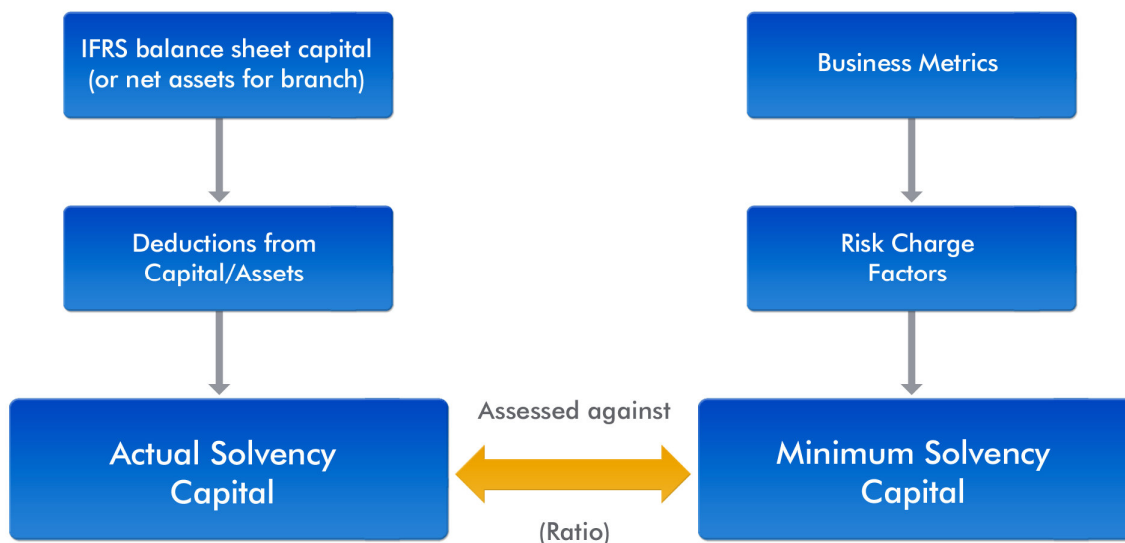 IFRS balance sheet capital
(or net assets for branch)
Business Metrics
Deductions from
Capital/Assets
Risk Charge
Factors
Actual Solvency
Capital
Assessed against
(Ratio)
Minimum Solvency
Capital